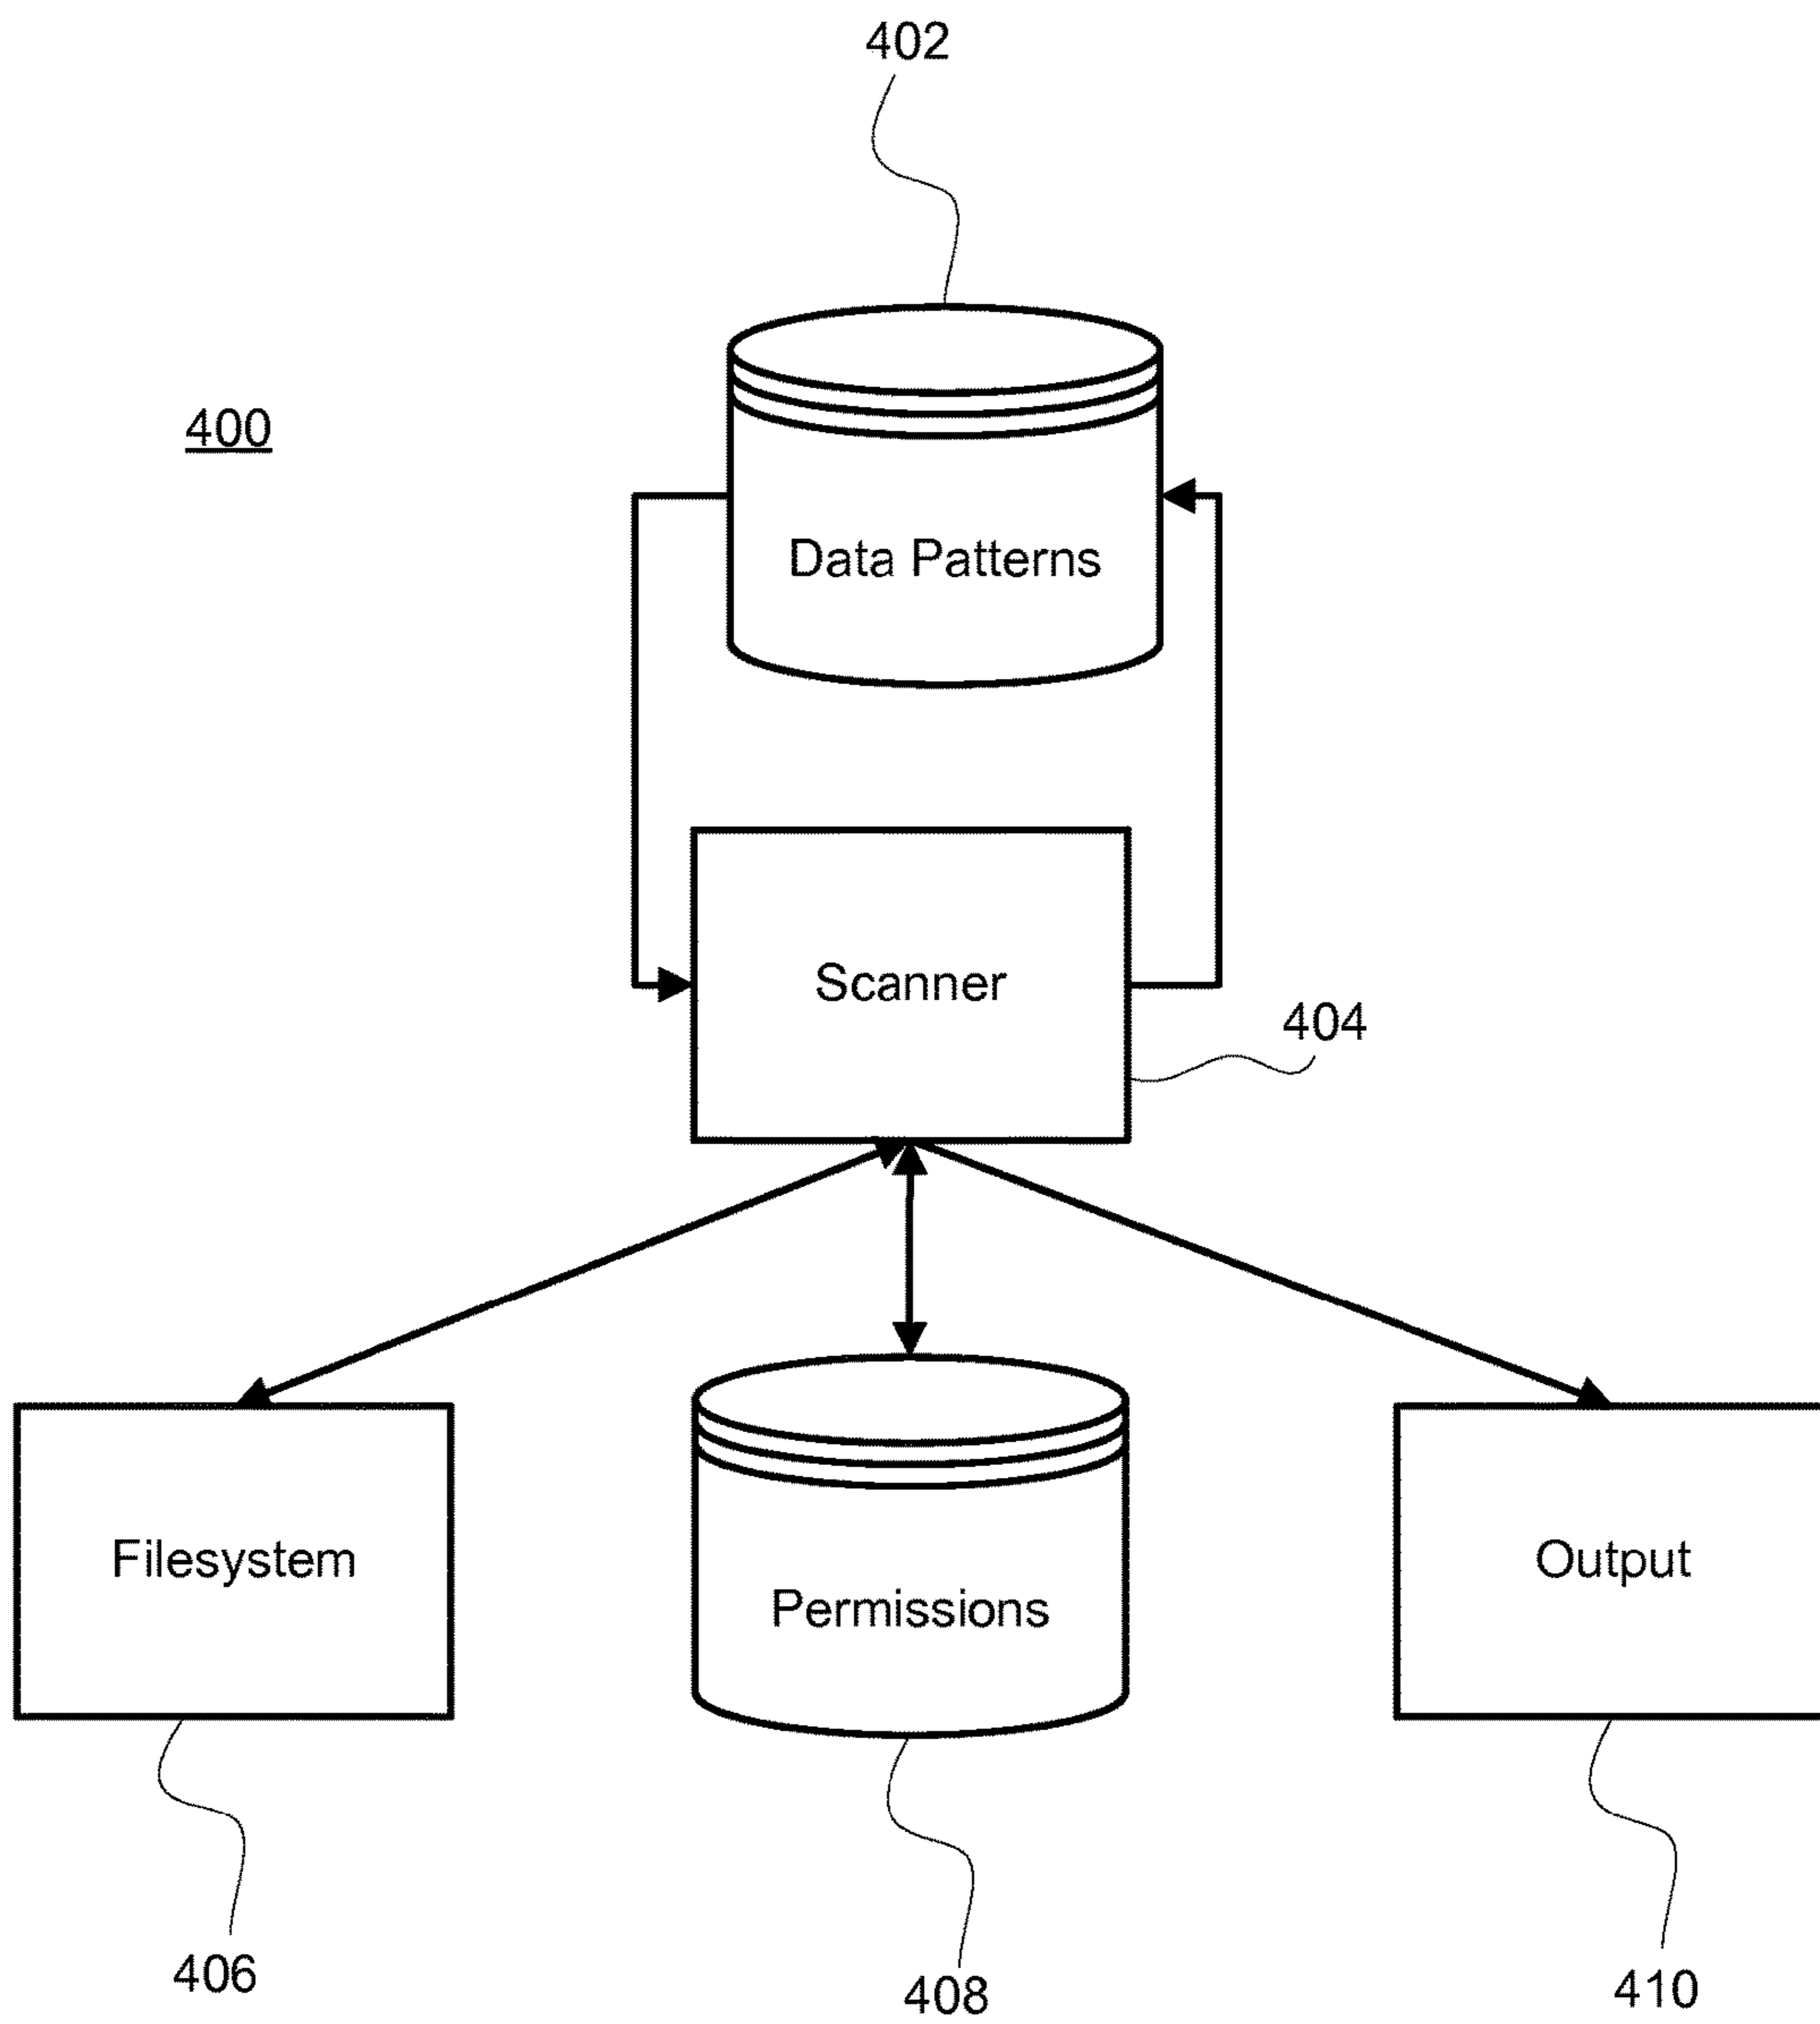 402
400
Data Patterns
Scanner
404
Filesystem
Permissions
Output
406
408
410